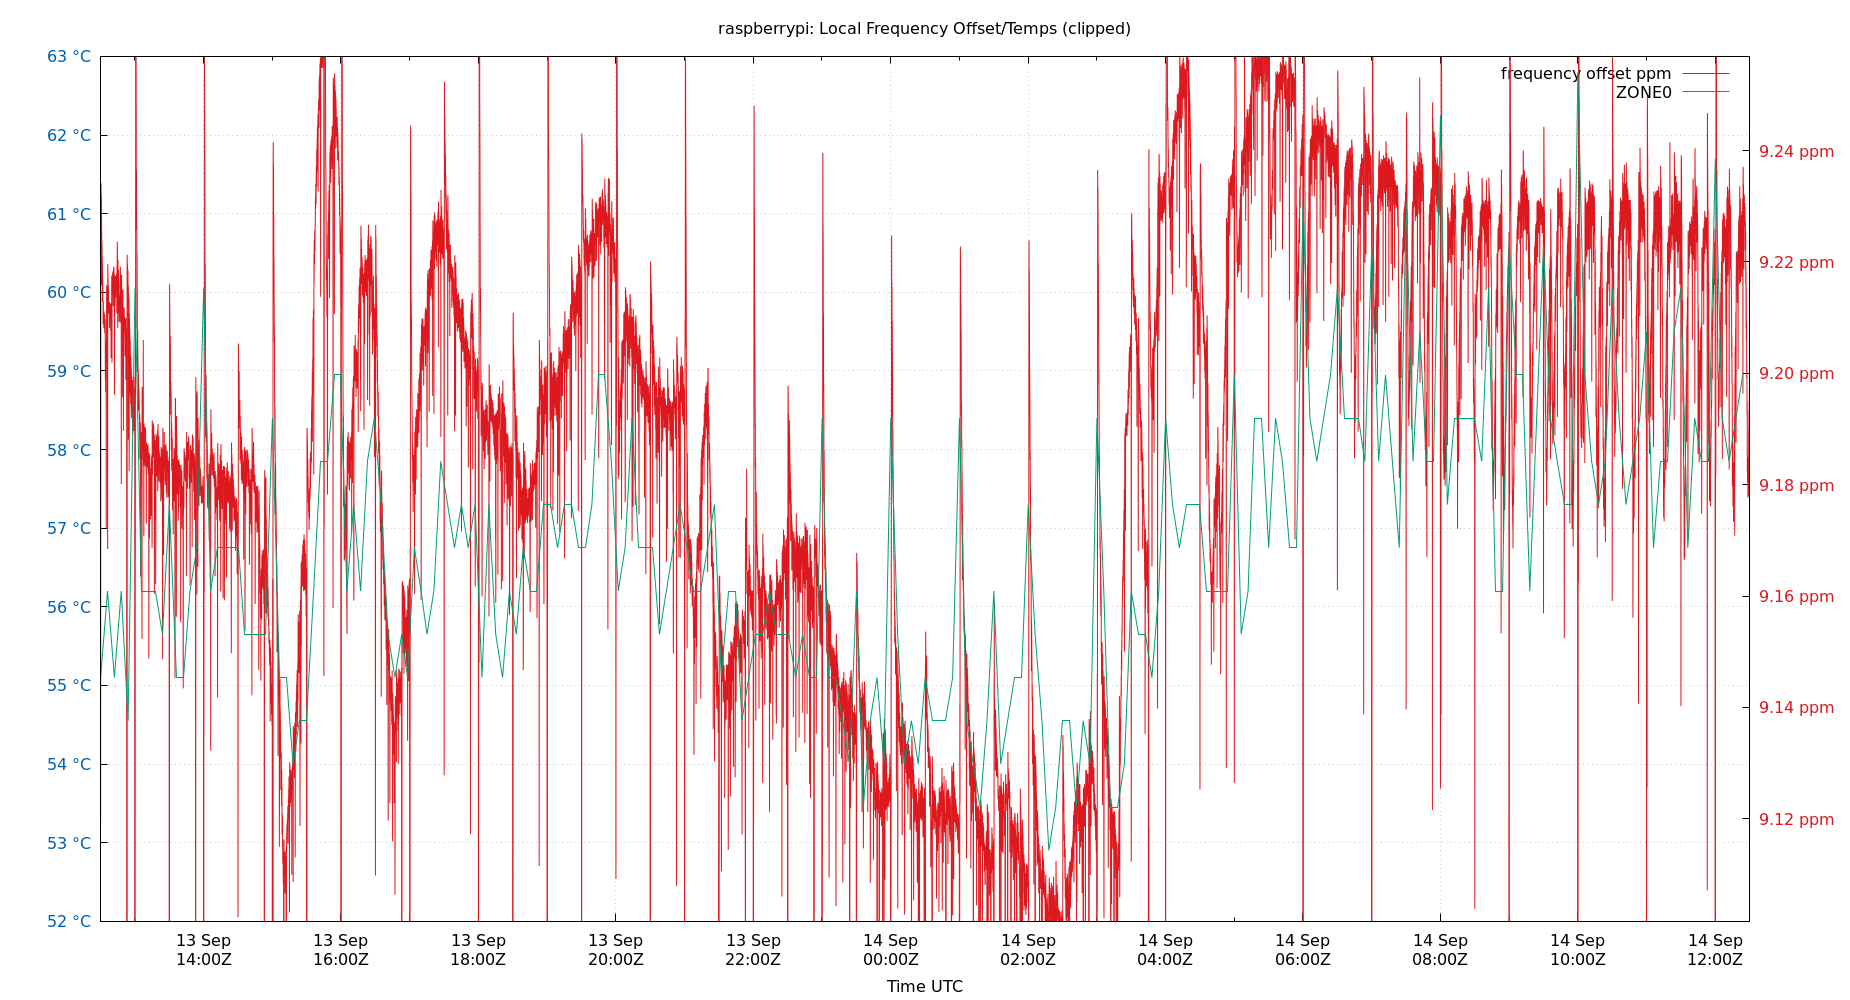 raspberrypi: Local Frequency Offset/Temps (clipped)
63 °C
62 °C
61 °C
60 °C
59 °C
58 °C
57 °C
56 °C
55 °C
54 °C
53 °C
52 °C
frequency offset ppm
ZONE0
9.24 ppm
9.22 ppm
9.20 ppm
9.18 ppm
9.16 ppm
9.14 ppm
9.12 ppm
13 Sep
14:00Z
13 Sep
16:00Z
13 Sep
18:00Z
13 Sep
20:00Z
13 Sep
22:00Z
14 Sep
00:00Z
14 Sep
02:00Z
14 Sep
04:00Z
14 Sep
06:00Z
14 Sep
08:00Z
14 Sep
10:00Z
14 Sep
12:00Z
Time UTC